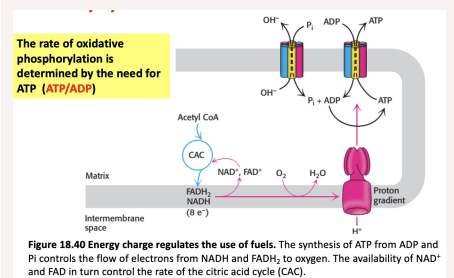 OH⁻
Pᵢ
ADP
ATP
The rate of oxidative
phosphorylation is
determined by the need for
ATP (ATP/ADP)
OH⁻
Pᵢ + ADP
ATP
Acetyl CoA
CAC
NAD⁺, FAD⁺
O₂
H₂O
Matrix
FADH₂
NADH
(8 e⁻)
Proton
gradient
Intermembrane
space
H⁺
Figure 18.40 Energy charge regulates the use of fuels. The synthesis of ATP from ADP and
Pi controls the flow of electrons from NADH and FADH₂ to oxygen. The availability of NAD⁺
and FAD in turn control the rate of the citric acid cycle (CAC).